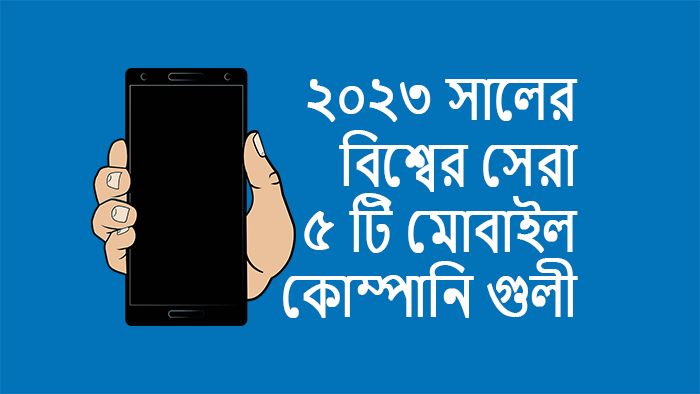 ২০২৩ সালের
বিশ্বের সেরা
৫ টি মোবাইল
কোম্পানি গুলী